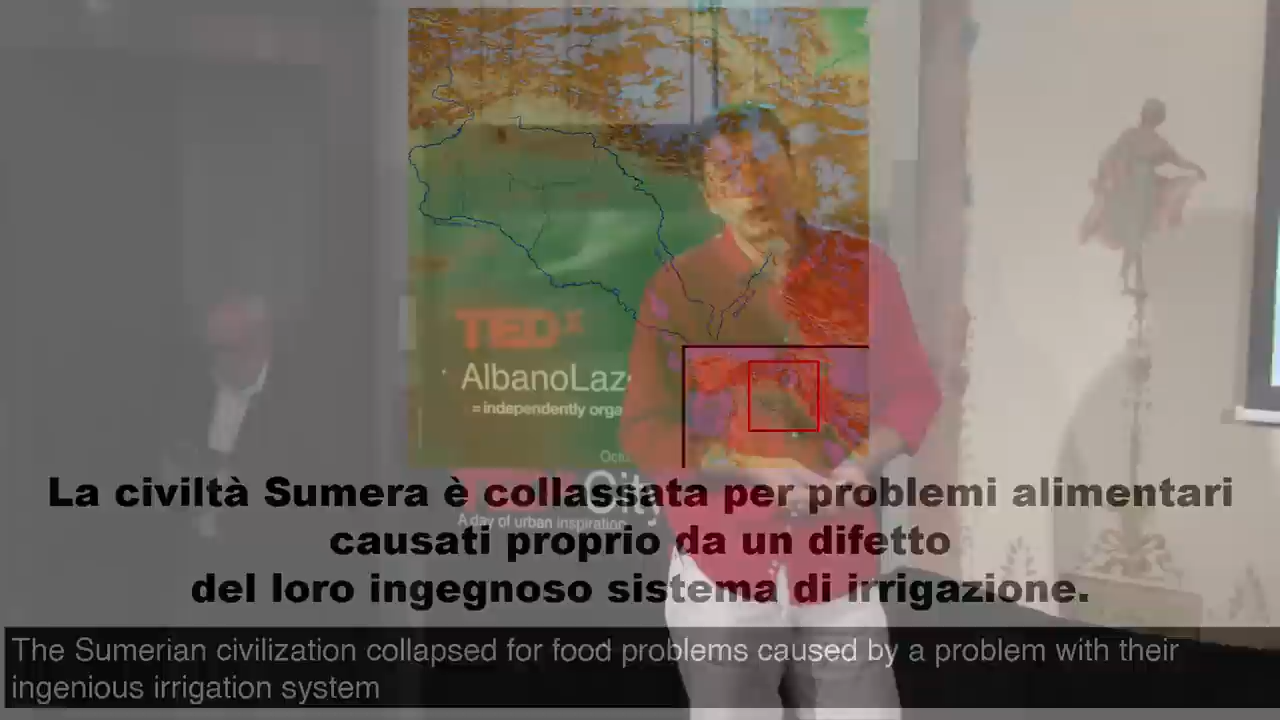 TEDx
AlbanoLaz
= independently orga
City
A day of urban inspiration
La civiltà Sumera è collassata per problemi alimentari
causati proprio da un difetto
del loro ingegnoso sistema di irrigazione.
The Sumerian civilization collapsed for food problems caused by a problem with their
ingenious irrigation system